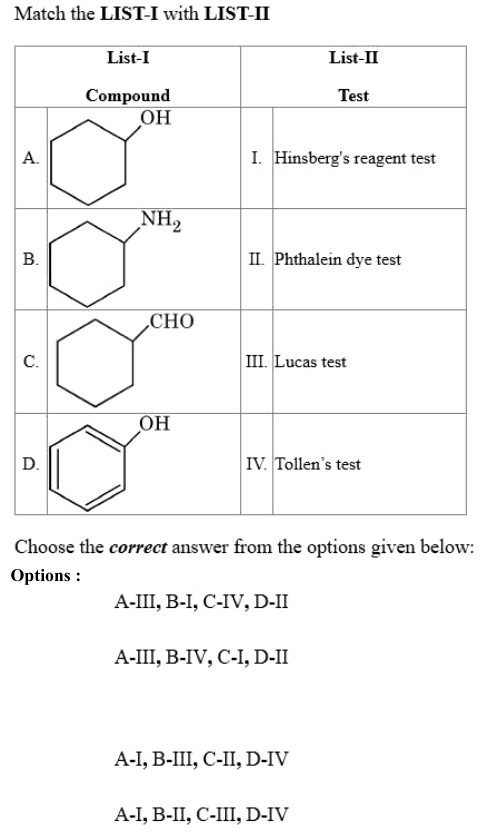 Match the LIST-I with LIST-II
List-I List-II
Compound Test
OH
A. I. Hinsberg's reagent test
NH2
B. II. Phthalein dye test
CHO
C. III. Lucas test
OH
D. IV. Tollen's test
Choose the correct answer from the options given below:
Options :
A-III, B-I, C-IV, D-II
A-III, B-IV, C-I, D-II
A-I, B-III, C-II, D-IV
A-I, B-II, C-III, D-IV